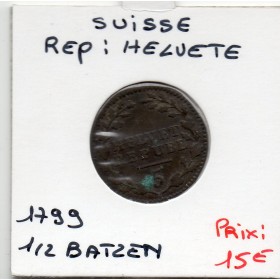 SUISSE
REP : HELVETE
1799
1/2 BATZEN
Prix :
15€